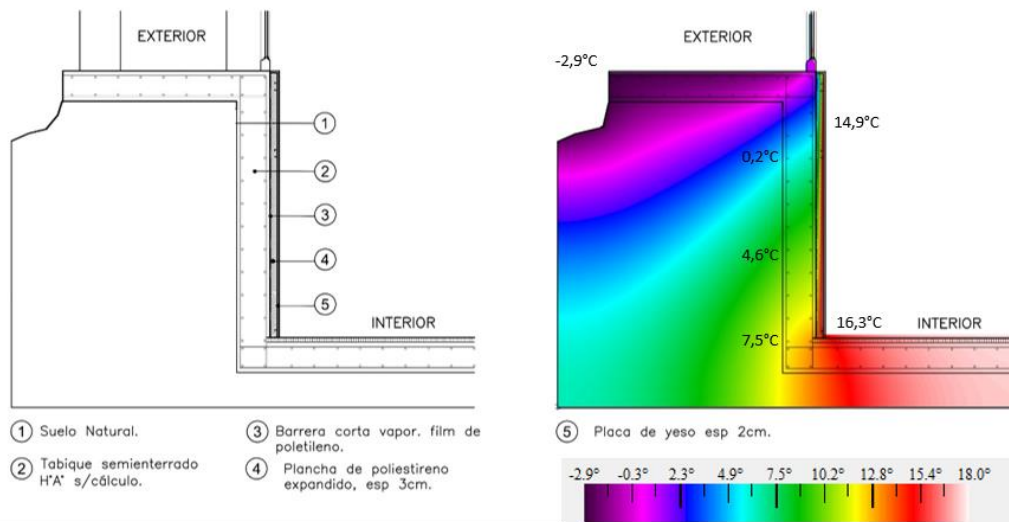 EXTERIOR
1
2
3
4
5
INTERIOR
1 Suelo Natural.
2 Tabique semienterrado
H°A° s/cálculo.
3 Barrera corta vapor. film de
poletileno.
4 Plancha de poliestireno
expandido, esp 3cm.
EXTERIOR
-2,9°C
14,9°C
0,2°C
4,6°C
16,3°C
7,5°C
INTERIOR
5 Placa de yeso esp 2cm.
-2.9° -0.3° 2.3° 4.9° 7.5° 10.2° 12.8° 15.4° 18.0°